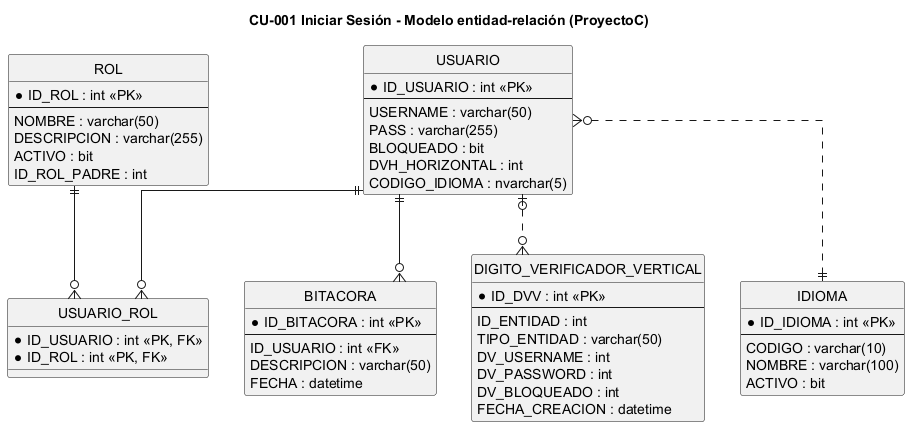 CU-001 Iniciar Sesión - Modelo entidad-relación (ProyectoC)
ROL
ID_ROL : int «PK»
NOMBRE : varchar(50)
DESCRIPCION : varchar(255)
ACTIVO : bit
ID_ROL_PADRE : int
USUARIO
ID_USUARIO : int «PK»
USERNAME : varchar(50)
PASS : varchar(255)
BLOQUEADO : bit
DVH_HORIZONTAL : int
CODIGO_IDIOMA : nvarchar(5)
USUARIO_ROL
ID_USUARIO : int «PK, FK»
ID_ROL : int «PK, FK»
BITACORA
ID_BITACORA : int «PK»
ID_USUARIO : int «FK»
DESCRIPCION : varchar(50)
FECHA : datetime
DIGITO_VERIFICADOR_VERTICAL
ID_DVV : int «PK»
ID_ENTIDAD : int
TIPO_ENTIDAD : varchar(50)
DV_USERNAME : int
DV_PASSWORD : int
DV_BLOQUEADO : int
FECHA_CREACION : datetime
IDIOMA
ID_IDIOMA : int «PK»
CODIGO : varchar(10)
NOMBRE : varchar(100)
ACTIVO : bit